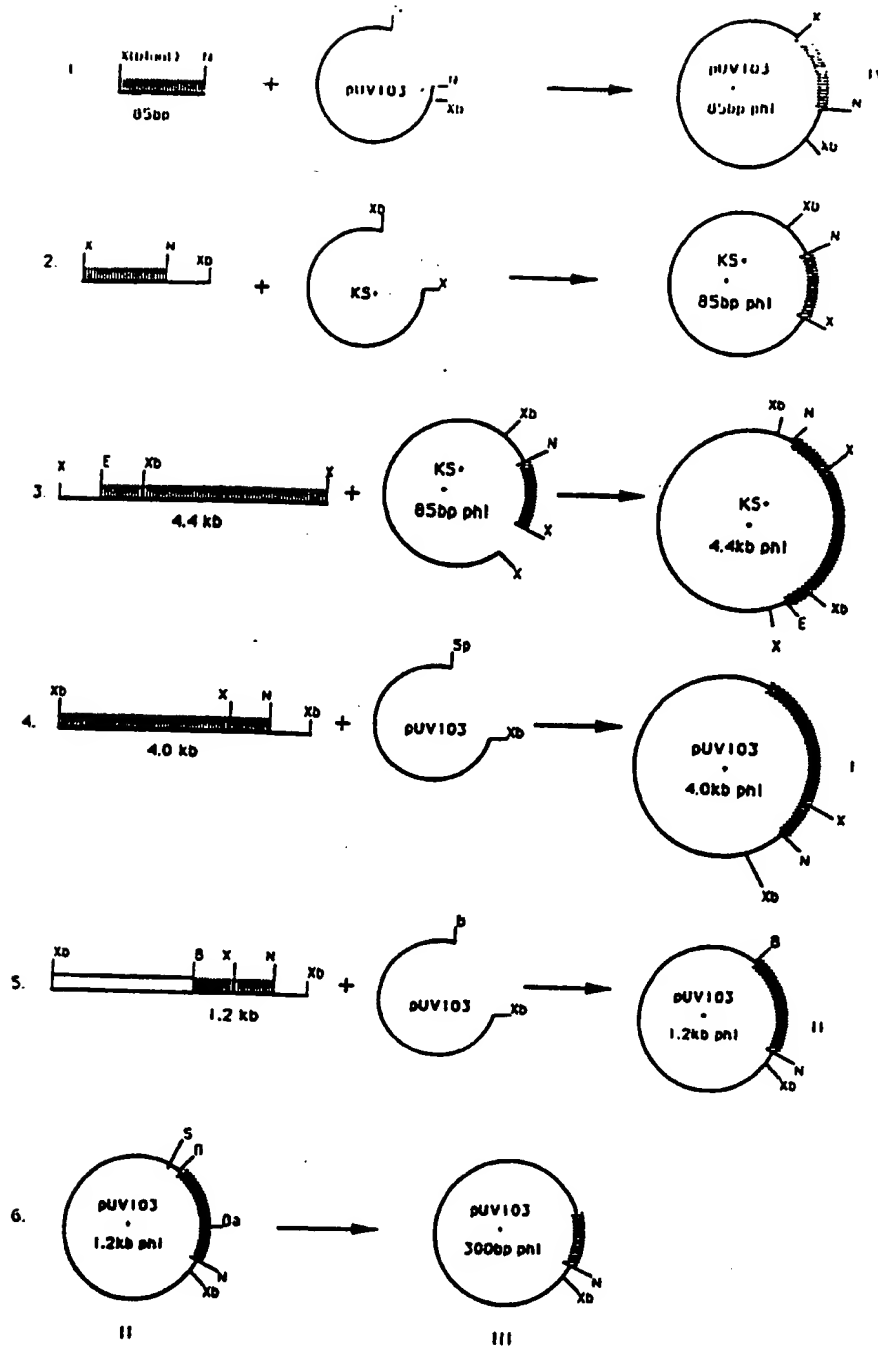 X
1
X(blunt)
N
85bp
+
pUV103
N
Xb
pUV103
+
85bp phl
N
Xb
2.
X
N
Xb
+
Xb
KS+
X
Xb
N
KS+
+
85bp phl
X
3.
X
E
Xb
X
4.4 kb
+
Xb
N
KS+
+
85bp phl
X
X
Xb
N
X
KS+
+
4.4kb phl
Xb
E
X
4.
Xb
X
N
Xb
4.0 kb
+
Sp
pUV103
Xb
pUV103
+
4.0kb phl
I
X
N
Xb
5.
Xb
B
X
N
Xb
1.2 kb
+
b
pUV103
Xb
B
pUV103
+
1.2kb phl
II
N
Xb
6.
S
pUV103
+
1.2kb phl
N
Xb
II
pUV103
+
300bp phl
N
Xb
III